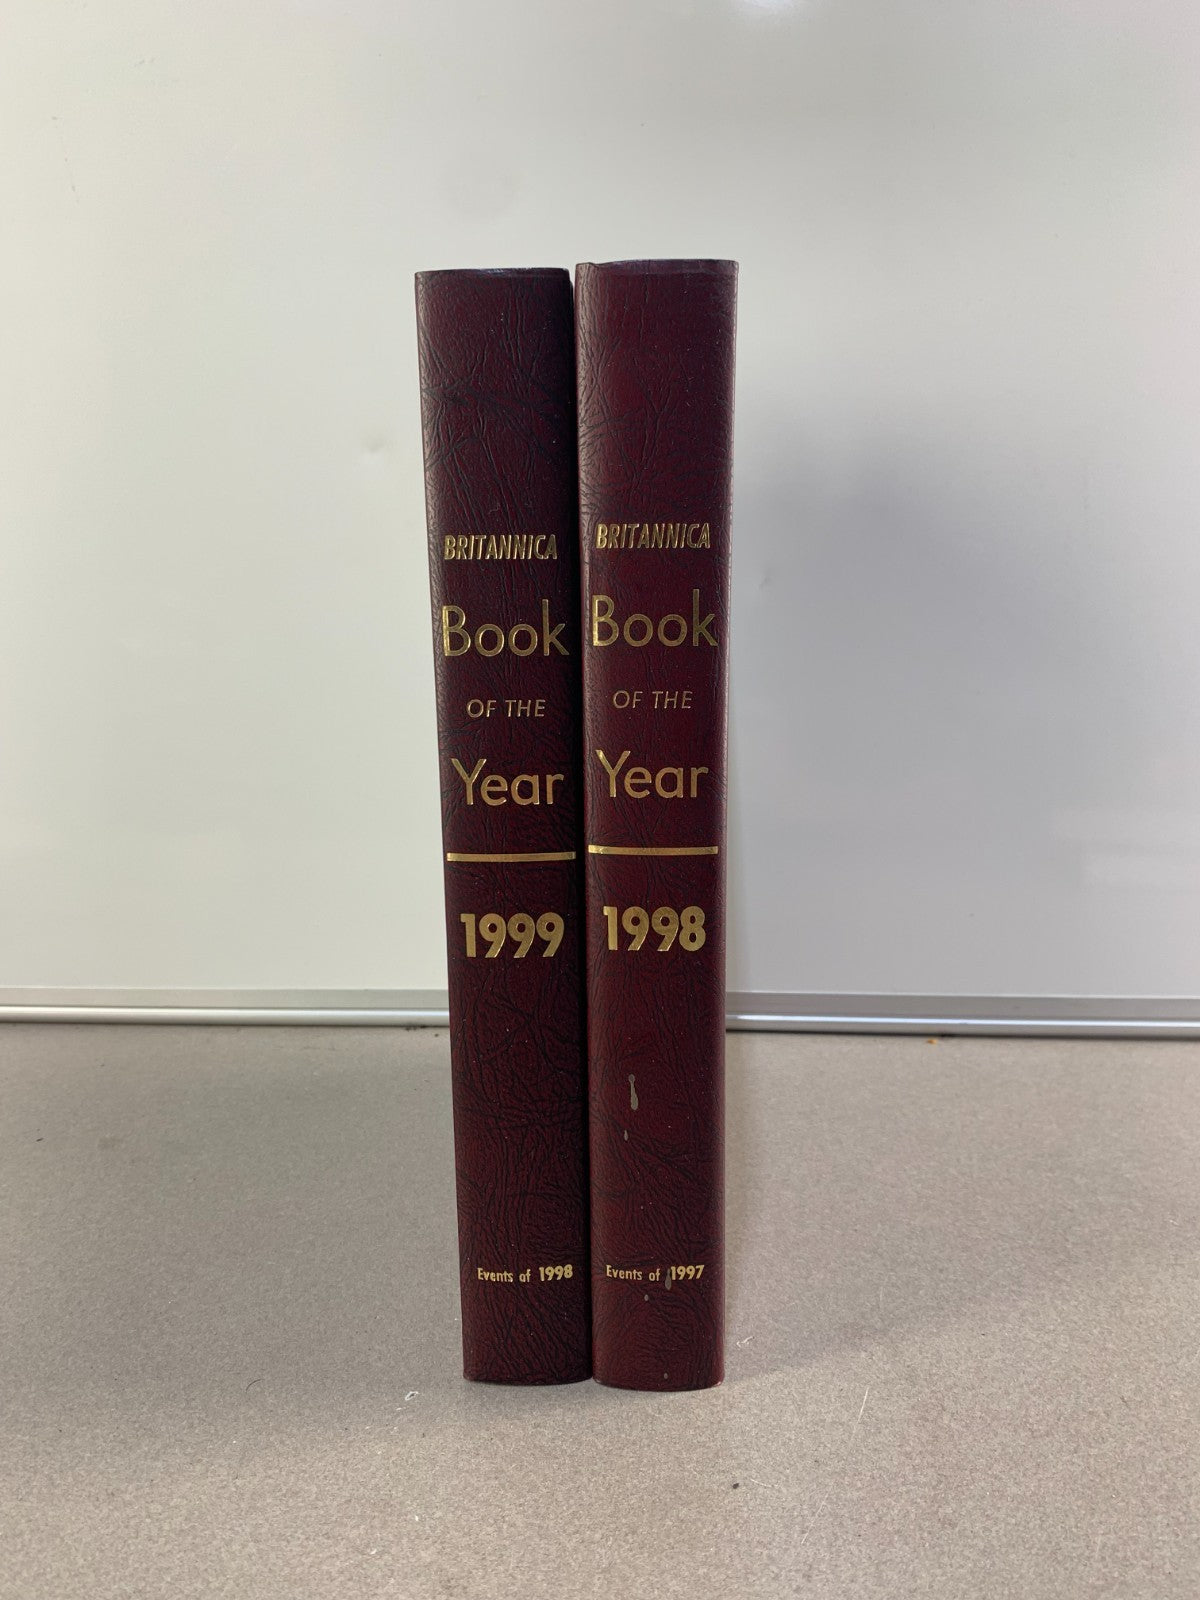 BRITANNICA
Book
OF THE
Year
1999
Events of 1998
BRITANNICA
Book
OF THE
Year
1998
Events of 1997